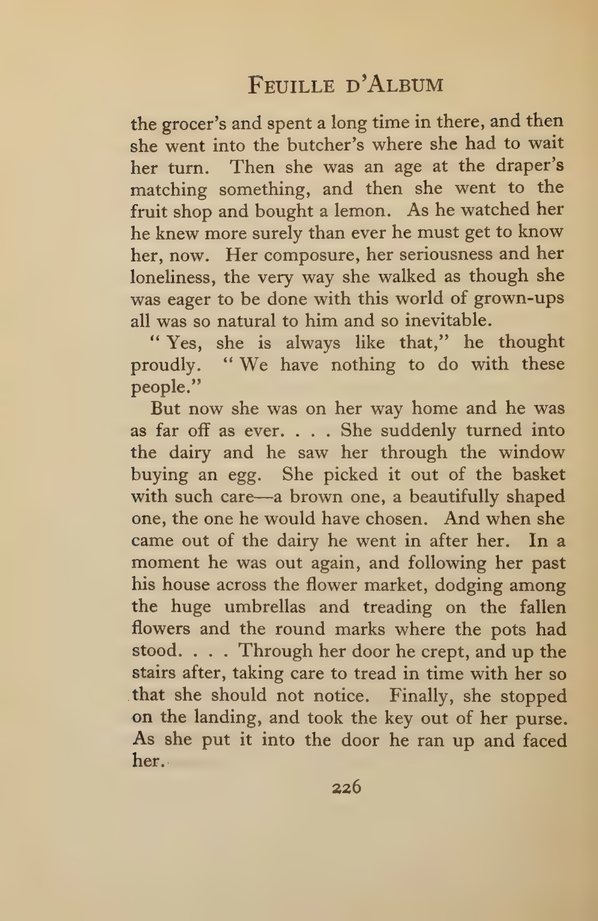 FEUILLE D'ALBUM
the grocer's and spent a long time in there, and then
she went into the butcher's where she had to wait
her turn. Then she was an age at the draper's
matching something, and then she went to the
fruit shop and bought a lemon. As he watched her
he knew more surely than ever he must get to know
her, now. Her composure, her seriousness and her
loneliness, the very way she walked as though she
was eager to be done with this world of grown-ups
all was so natural to him and so inevitable.
" Yes, she is always like that," he thought
proudly. " We have nothing to do with these
people."
But now she was on her way home and he was
as far off as ever. . . . She suddenly turned into
the dairy and he saw her through the window
buying an egg. She picked it out of the basket
with such care—a brown one, a beautifully shaped
one, the one he would have chosen. And when she
came out of the dairy he went in after her. In a
moment he was out again, and following her past
his house across the flower market, dodging among
the huge umbrellas and treading on the fallen
flowers and the round marks where the pots had
stood. . . . Through her door he crept, and up the
stairs after, taking care to tread in time with her so
that she should not notice. Finally, she stopped
on the landing, and took the key out of her purse.
As she put it into the door he ran up and faced
her.
226